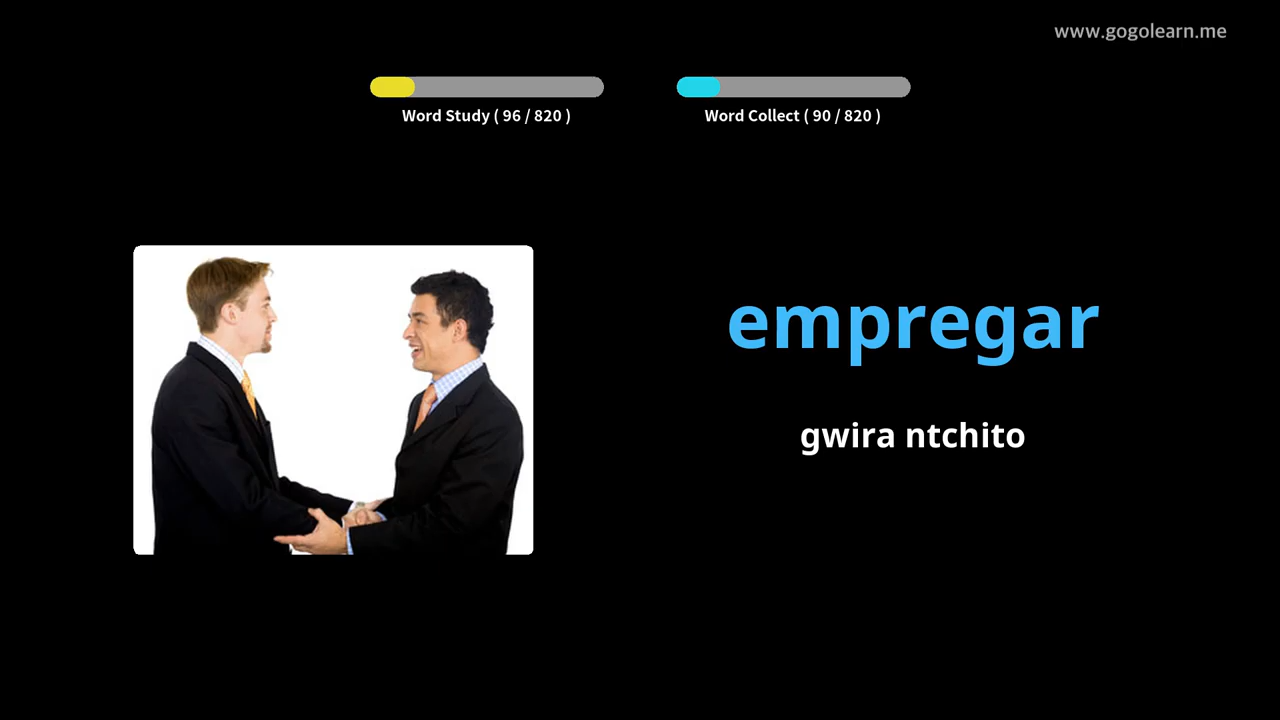 www.gogolearn.me
Word Study ( 96 / 820 )
Word Collect ( 90 / 820 )
empregar
gwira ntchito